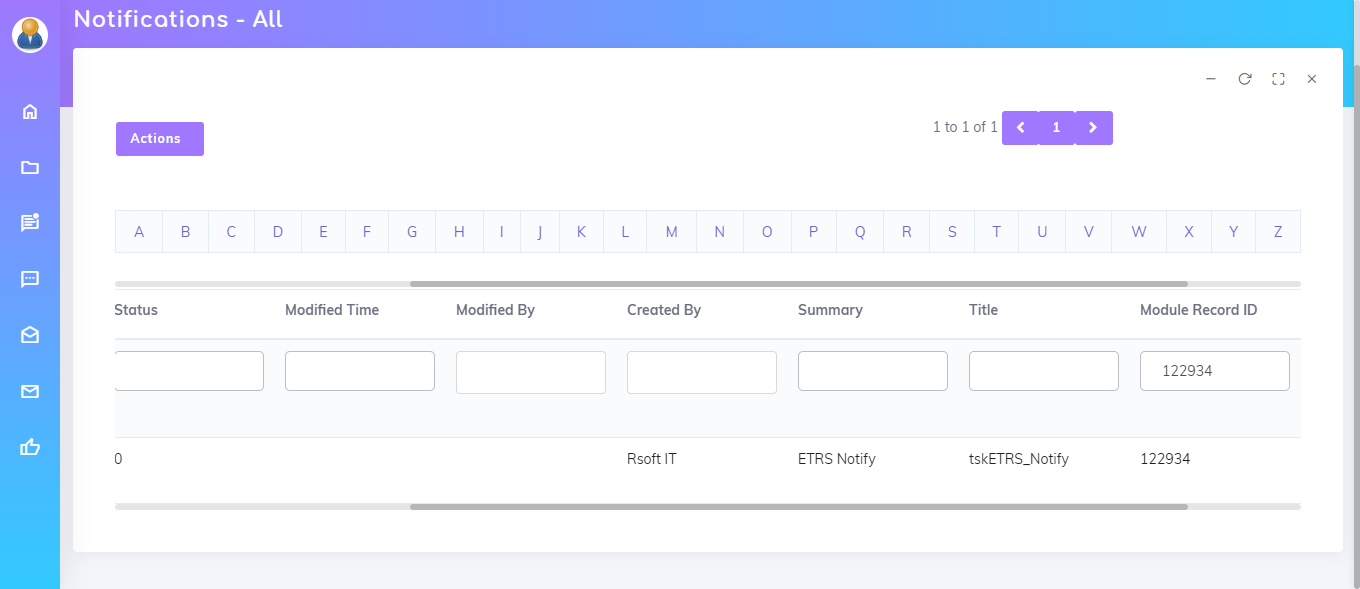 Notifications - All
Actions
1 to 1 of 1 1
A B C D E F G H I J K L M N O P Q R S T U V W X Y Z
Status Modified Time Modified By Created By Summary Title Module Record ID
122934
0 Rsoft IT ETRS Notify tskETRS_Notify 122934